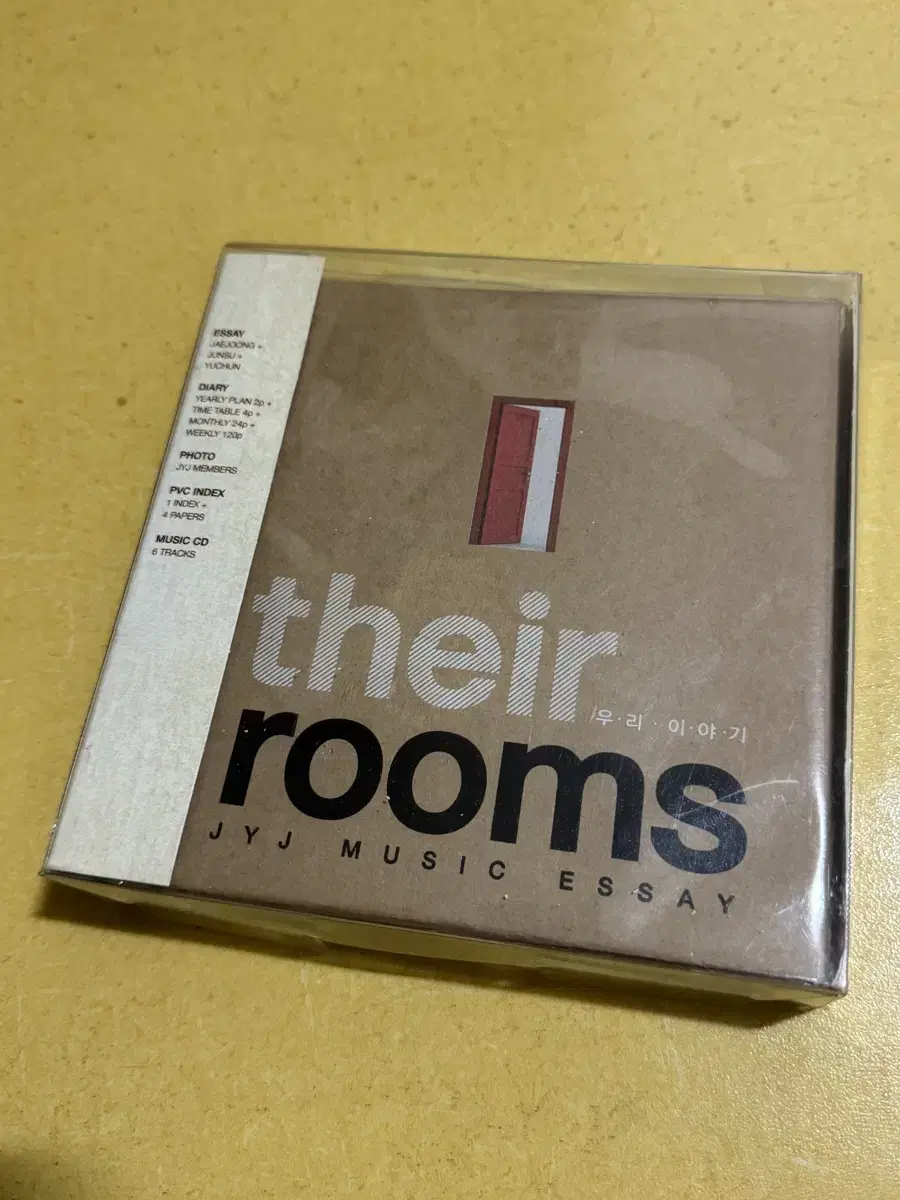 ESSAY
JAEJOONG +
JUNSU +
YUCHUN
DIARY
YEARLY PLAN 2p +
TIME TABLE 4p +
MONTHLY 24p +
WEEKLY 120p
PHOTO
JYJ MEMBERS
PVC INDEX
1 INDEX +
4 PAPERS
MUSIC CD
6 TRACKS
their
우·리·이·야·기
rooms
JYJ MUSIC ESSAY